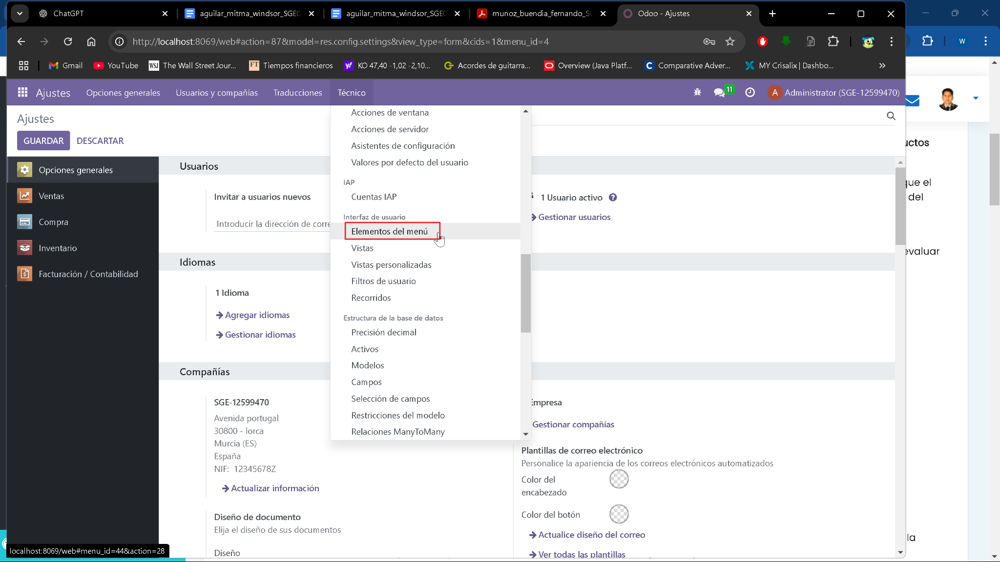 ChatGPT
aguilar_mitma_windsor_SGE0
aguilar_mitma_windsor_SGE0
munoz_buendia_fernando_SG
Odoo - Ajustes
http://localhost:8069/web#action=87&model=res.config.settings&view_type=form&cids=1&menu_id=4
W
Gmail
YouTube
WSJ
The Wall Street Jour...
FT
Tiempos financieros
KO 47,40 -1,02 -2,10...
Acordes de guitarra...
Overview (Java Platf...
C
Comparative Adver...
MY Crisalix | Dashbo...
Ajustes
Opciones generales
Usuarios y compañías
Traducciones
Técnico
11
A
Administrator (SGE-12599470)
Ajustes
GUARDAR
DESCARTAR
Opciones generales
Ventas
Compra
Inventario
Facturación / Contabilidad
Acciones de ventana
Acciones de servidor
Asistentes de configuración
Valores por defecto del usuario
IAP
Cuentas IAP
Interfaz de usuario
Elementos del menú
Vistas
Vistas personalizadas
Filtros de usuario
Recorridos
Estructura de la base de datos
Precisión decimal
Activos
Modelos
Campos
Selección de campos
Restricciones del modelo
Relaciones ManyToMany
Usuarios
Invitar a usuarios nuevos
Introducir la dirección de corre
1 Usuario activo
Gestionar usuarios
Idiomas
1 Idioma
Agregar idiomas
Gestionar idiomas
Compañías
SGE-12599470
Avenida portugal
30800 - lorca
Murcia (ES)
España
NIF: 12345678Z
Actualizar información
Empresa
Gestionar compañías
Plantillas de correo electrónico
Personalice la apariencia de los correos electrónicos automatizados
Color del
encabezado
Color del botón
Actualice diseño del correo
Ver todas las plantillas
Diseño de documento
Elija el diseño de sus documentos
Diseño
localhost:8069/web#menu_id=44&action=28
uctos
que el
del
evaluar
la